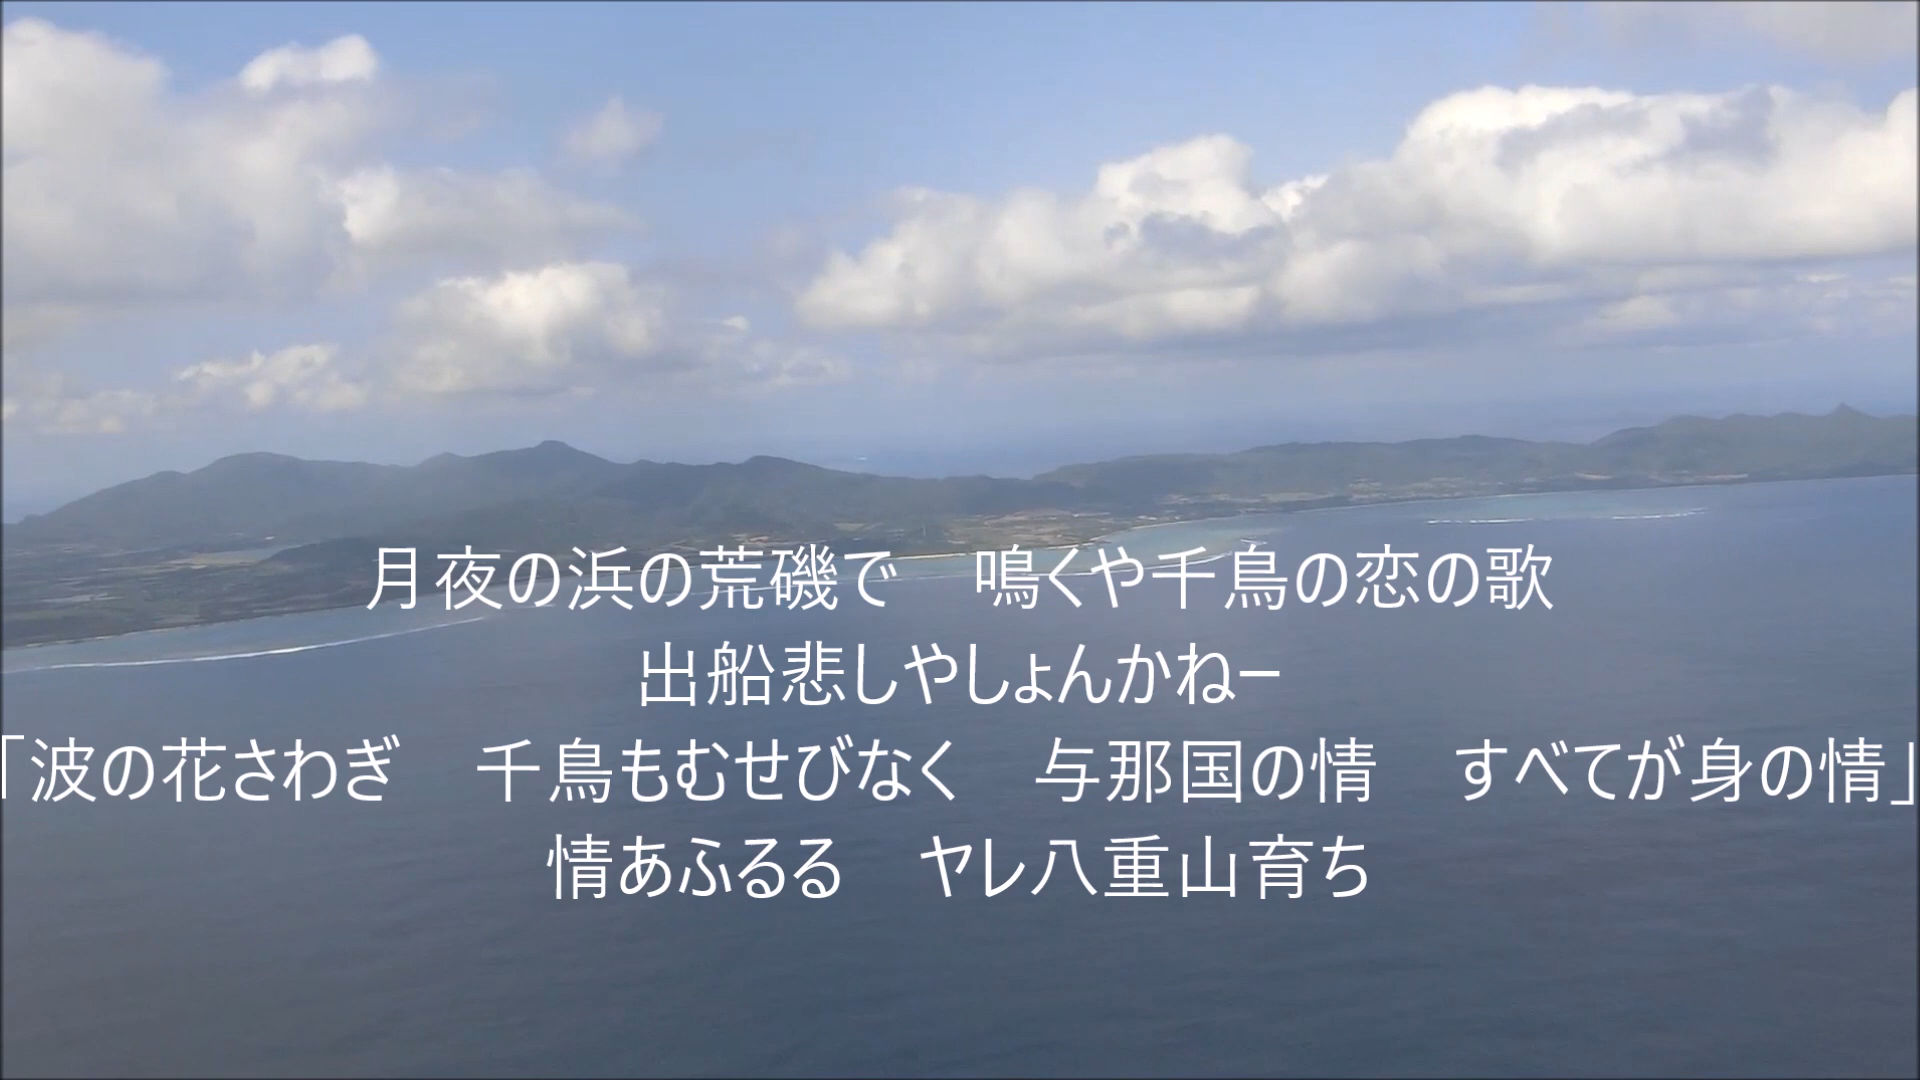 月夜の浜の荒磯で　鳴くや千鳥の恋の歌
出船悲しやしょんかねー
「波の花さわぎ　千鳥もむせびなく　与那国の情　すべてが身の情」
情あふるる　ヤレ八重山育ち